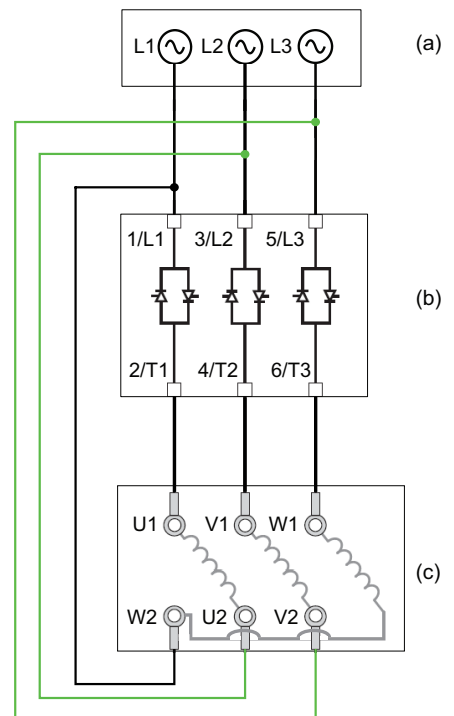 L1 L2 L3 (a)
1/L1 3/L2 5/L3
(b)
2/T1 4/T2 6/T3
U1 V1 W1
(c)
W2 U2 V2